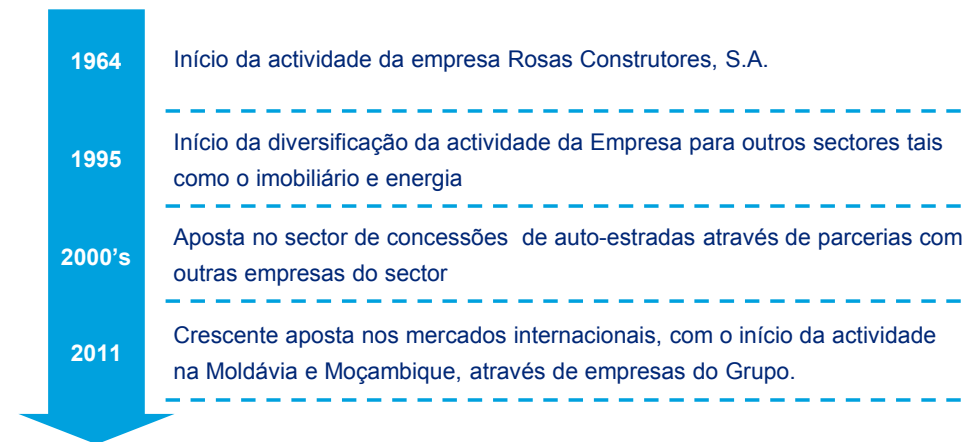 1964
Início da actividade da empresa Rosas Construtores, S.A.
1995
Início da diversificação da actividade da Empresa para outros sectores tais
como o imobiliário e energia
2000’s
Aposta no sector de concessões de auto-estradas através de parcerias com
outras empresas do sector
2011
Crescente aposta nos mercados internacionais, com o início da actividade
na Moldávia e Moçambique, através de empresas do Grupo.